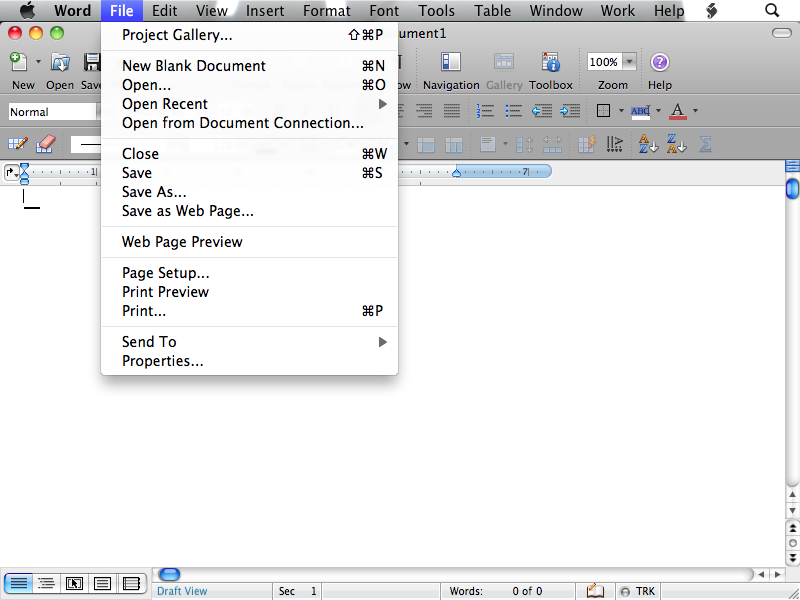 Word File Edit View Insert Format Font Tools Table Window Work Help
Project Gallery... ⇧⌘P
New Blank Document ⌘N
Open... ⌘O
Open Recent
Open from Document Connection...
Close ⌘W
Save ⌘S
Save As...
Save as Web Page...
Web Page Preview
Page Setup...
Print Preview
Print... ⌘P
Send To
Properties...
ument1
100%
New Open Save Navigation Gallery Toolbox Zoom Help
Normal ABC A
A Z Z A Σ
1 7
Draft View Sec 1 Words: 0 of 0 TRK